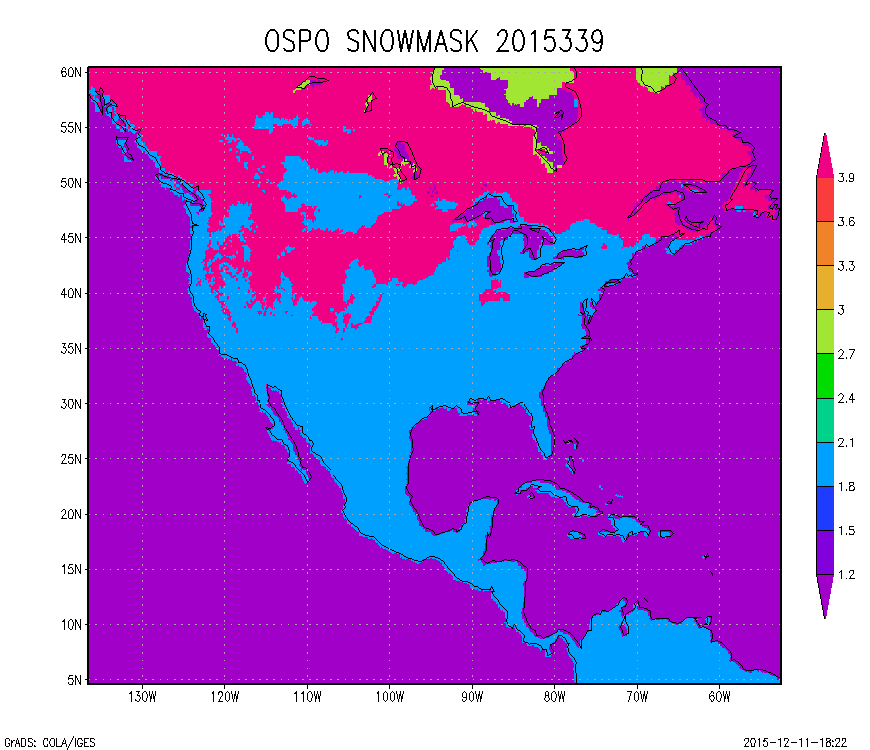 OSPO SNOWMASK 2015339
60N
55N
50N
45N
40N
35N
30N
25N
20N
15N
10N
5N
130W 120W 110W 100W 90W 80W 70W 60W
3.9
3.6
3.3
3
2.7
2.4
2.1
1.8
1.5
1.2
GrADS: COLA/IGES
2015-12-11-18:22